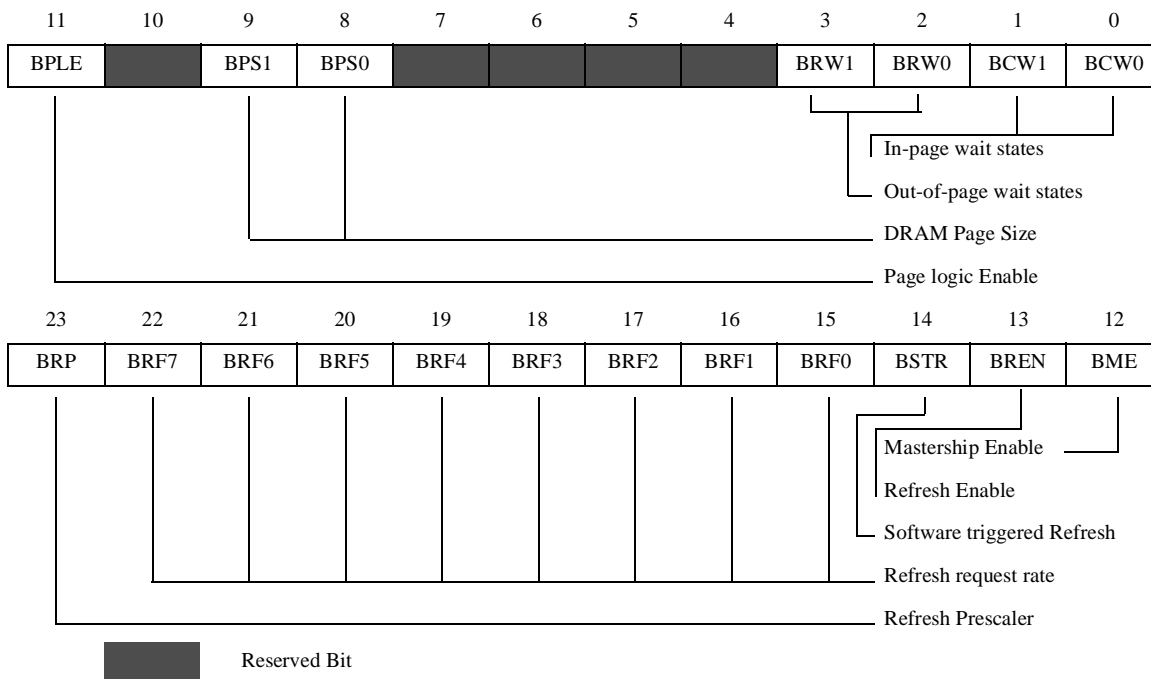 11 10 9 8 7 6 5 4 3 2 1 0
BPLE BPS1 BPS0 BRW1 BRW0 BCW1 BCW0
In-page wait states
Out-of-page wait states
DRAM Page Size
Page logic Enable
23 22 21 20 19 18 17 16 15 14 13 12
BRP BRF7 BRF6 BRF5 BRF4 BRF3 BRF2 BRF1 BRF0 BSTR BREN BME
Mastership Enable
Refresh Enable
Software triggered Refresh
Refresh request rate
Refresh Prescaler
Reserved Bit